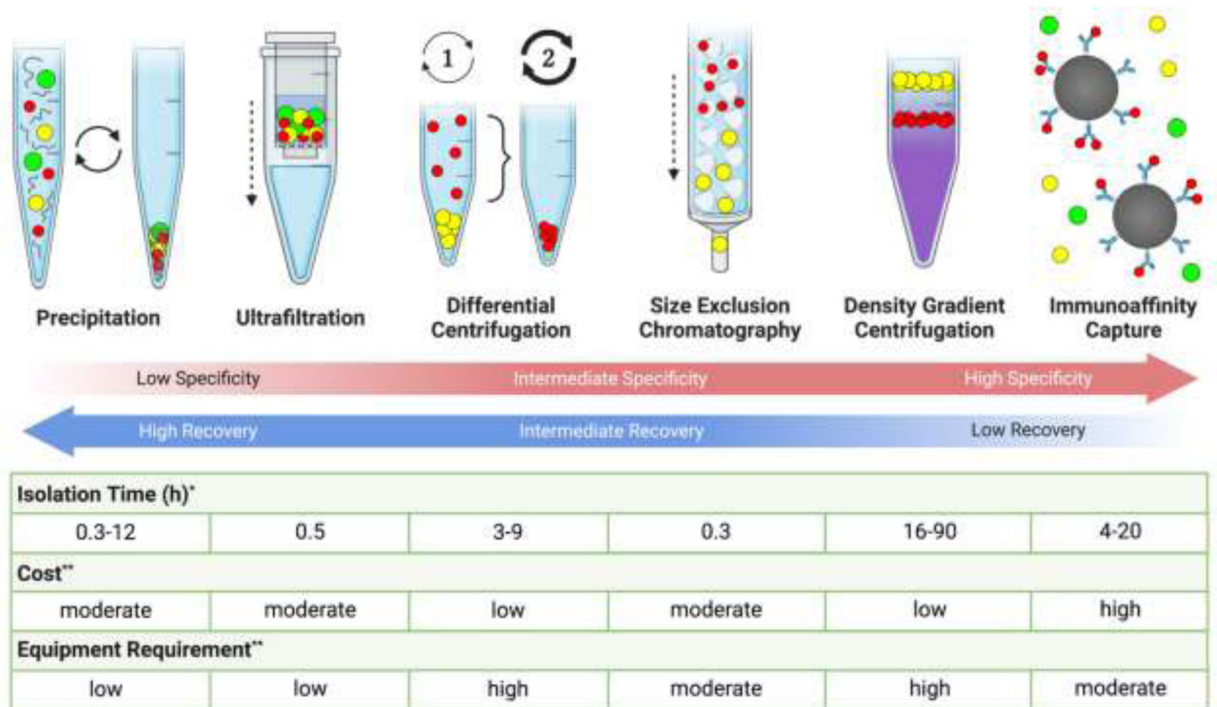 1
2
Precipitation
Ultrafiltration
Differential
Centrifugation
Size Exclusion
Chromatography
Density Gradient
Centrifugation
Immunoaffinity
Capture
Low Specificity
Intermediate Specificity
High Specificity
High Recovery
Intermediate Recovery
Low Recovery
Isolation Time (h)*
0.3-12 0.5 3-9 0.3 16-90 4-20
Cost**
moderate moderate low moderate low high
Equipment Requirement**
low low high moderate high moderate